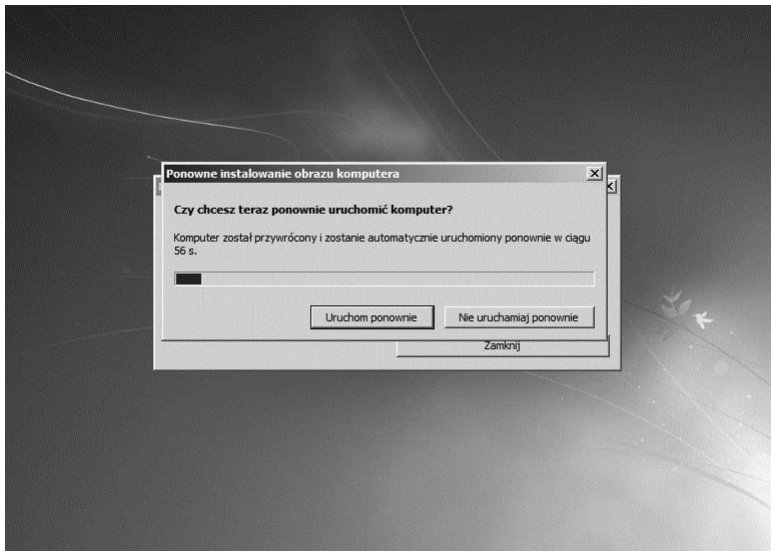 Ponowne instalowanie obrazu komputera
Czy chcesz teraz ponownie uruchomić komputer?
Komputer został przywrócony i zostanie automatycznie uruchomiony ponownie w ciągu
56 s.
Uruchom ponownie
Nie uruchamiaj ponownie
Zamknij